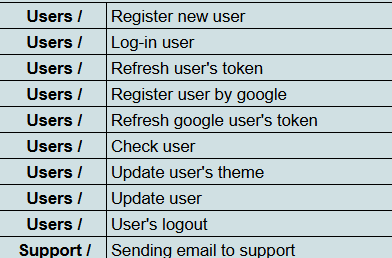 Users / Register new user
Users / Log-in user
Users / Refresh user's token
Users / Register user by google
Users / Refresh google user's token
Users / Check user
Users / Update user's theme
Users / Update user
Users / User's logout
Support / Sending email to support